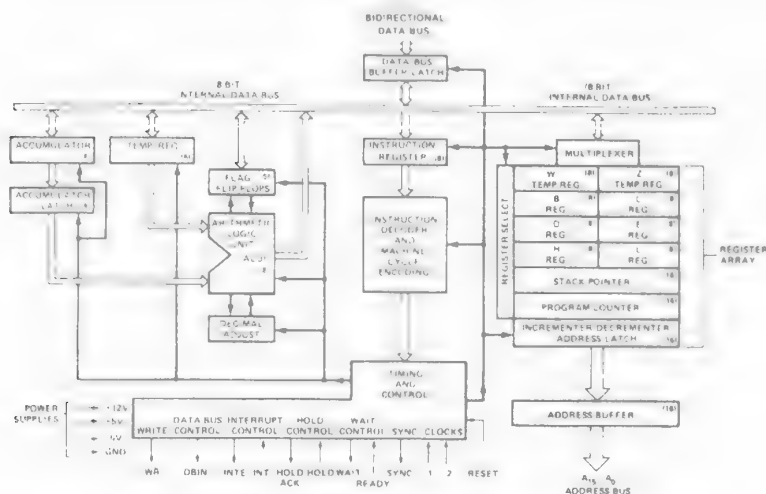 BIDIRECTIONAL
DATA BUS
DATA BUS
BUFFER LATCH
8 BIT
INTERNAL DATA BUS
8 BIT
INTERNAL DATA BUS
ACCUMULATOR
TEMP REG
INSTRUCTION
REGISTER (8)
MULTIPLEXER
ACCUMULATOR
LATCH
FLAG
FLIP FLOPS
ARITHMETIC
LOGIC
UNIT
DECIMAL
ADJUST
INSTRUCTION
DECODER
AND
MACHINE
CYCLE
ENCODING
REGISTER SELECT
W
TEMP REG
Z
TEMP REG
B
REG
REG
D
REG
E
REG
H
REG
L
REG
STACK POINTER
PROGRAM COUNTER
INCREMENTER DECREMENTER
ADDRESS LATCH
REGISTER
ARRAY
TIMING
AND
CONTROL
POWER
SUPPLIES
GND
WRITE
DATA BUS
CONTROL
INTERRUPT
CONTROL
HOLD
CONTROL
WAIT
CONTROL
SYNC
CLOCKS
WR
DBIN
INTE
INT
HOLD
ACK
HOLD
WAIT
READY
SYNC
1
2
RESET
ADDRESS BUFFER
A15 A0
ADDRESS BUS